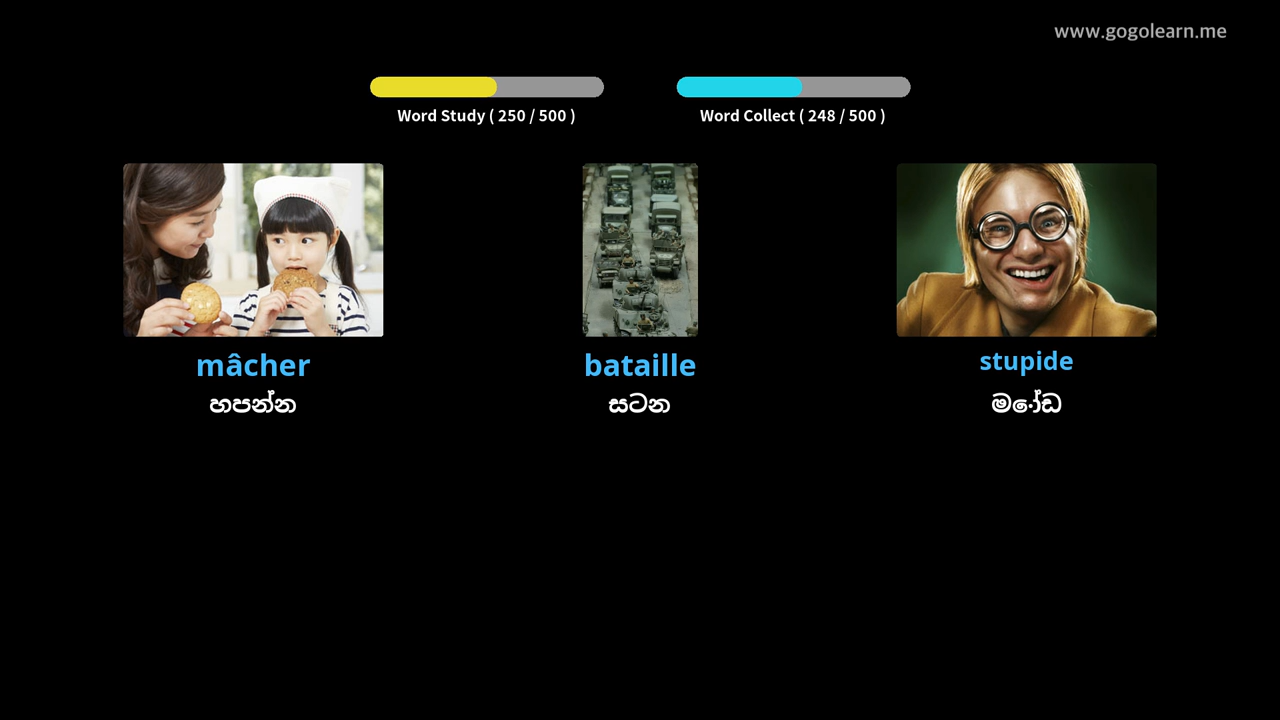 www.gogolearn.me
Word Study ( 250 / 500 )
Word Collect ( 248 / 500 )
mâcher
bataille
stupide
හපන්න
සටන
මෝඩ